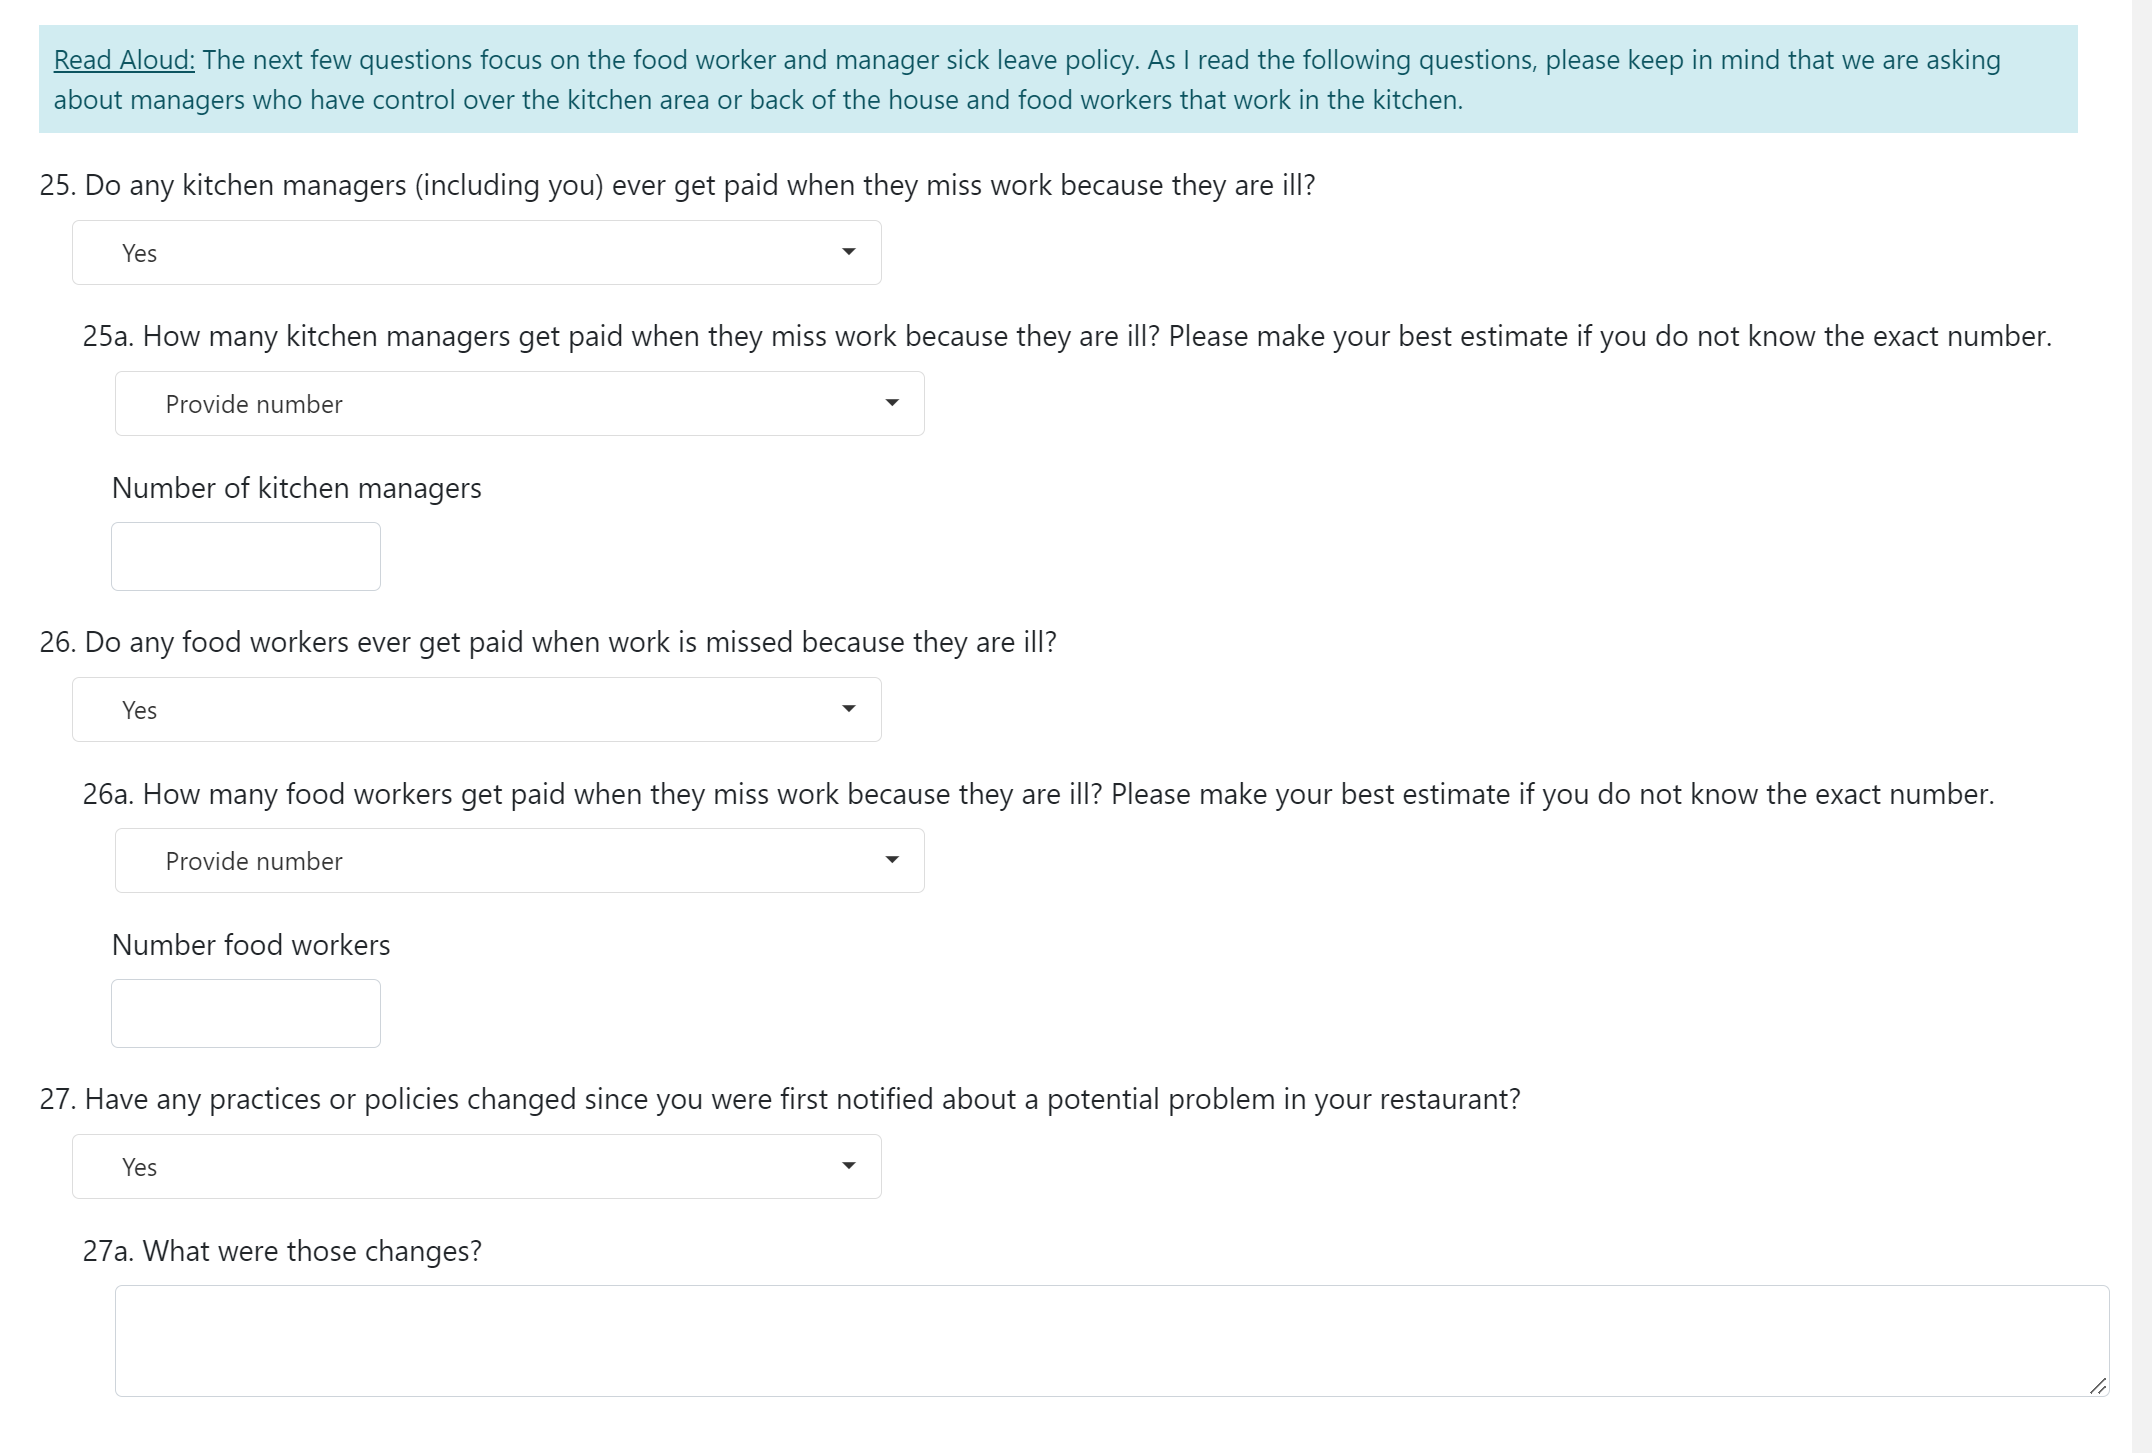 Read Aloud: The next few questions focus on the food worker and manager sick leave policy. As I read the following questions, please keep in mind that we are asking
about managers who have control over the kitchen area or back of the house and food workers that work in the kitchen.
25. Do any kitchen managers (including you) ever get paid when they miss work because they are ill?
Yes
25a. How many kitchen managers get paid when they miss work because they are ill? Please make your best estimate if you do not know the exact number.
Provide number
Number of kitchen managers
26. Do any food workers ever get paid when work is missed because they are ill?
Yes
26a. How many food workers get paid when they miss work because they are ill? Please make your best estimate if you do not know the exact number.
Provide number
Number food workers
27. Have any practices or policies changed since you were first notified about a potential problem in your restaurant?
Yes
27a. What were those changes?